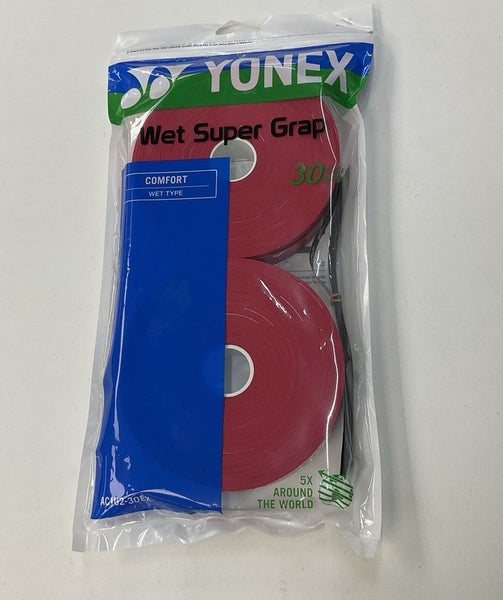 YONEX
Wet Super Grap
30
COMFORT
WET TYPE
AC102-30EX
5X
AROUND
THE WORLD